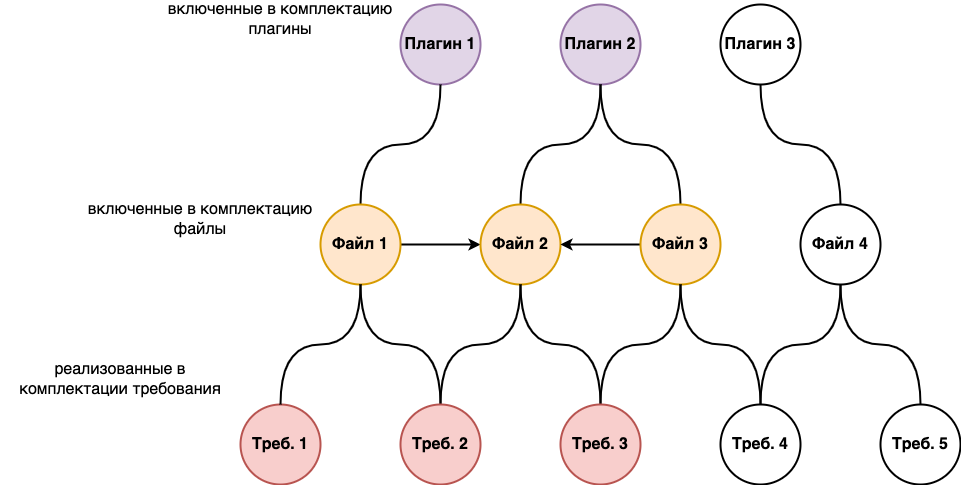 включенные в комплектацию
плагины
Плагин 1
Плагин 2
Плагин 3
включенные в комплектацию
файлы
Файл 1
Файл 2
Файл 3
Файл 4
реализованные в
комплектации требования
Треб. 1
Треб. 2
Треб. 3
Треб. 4
Треб. 5